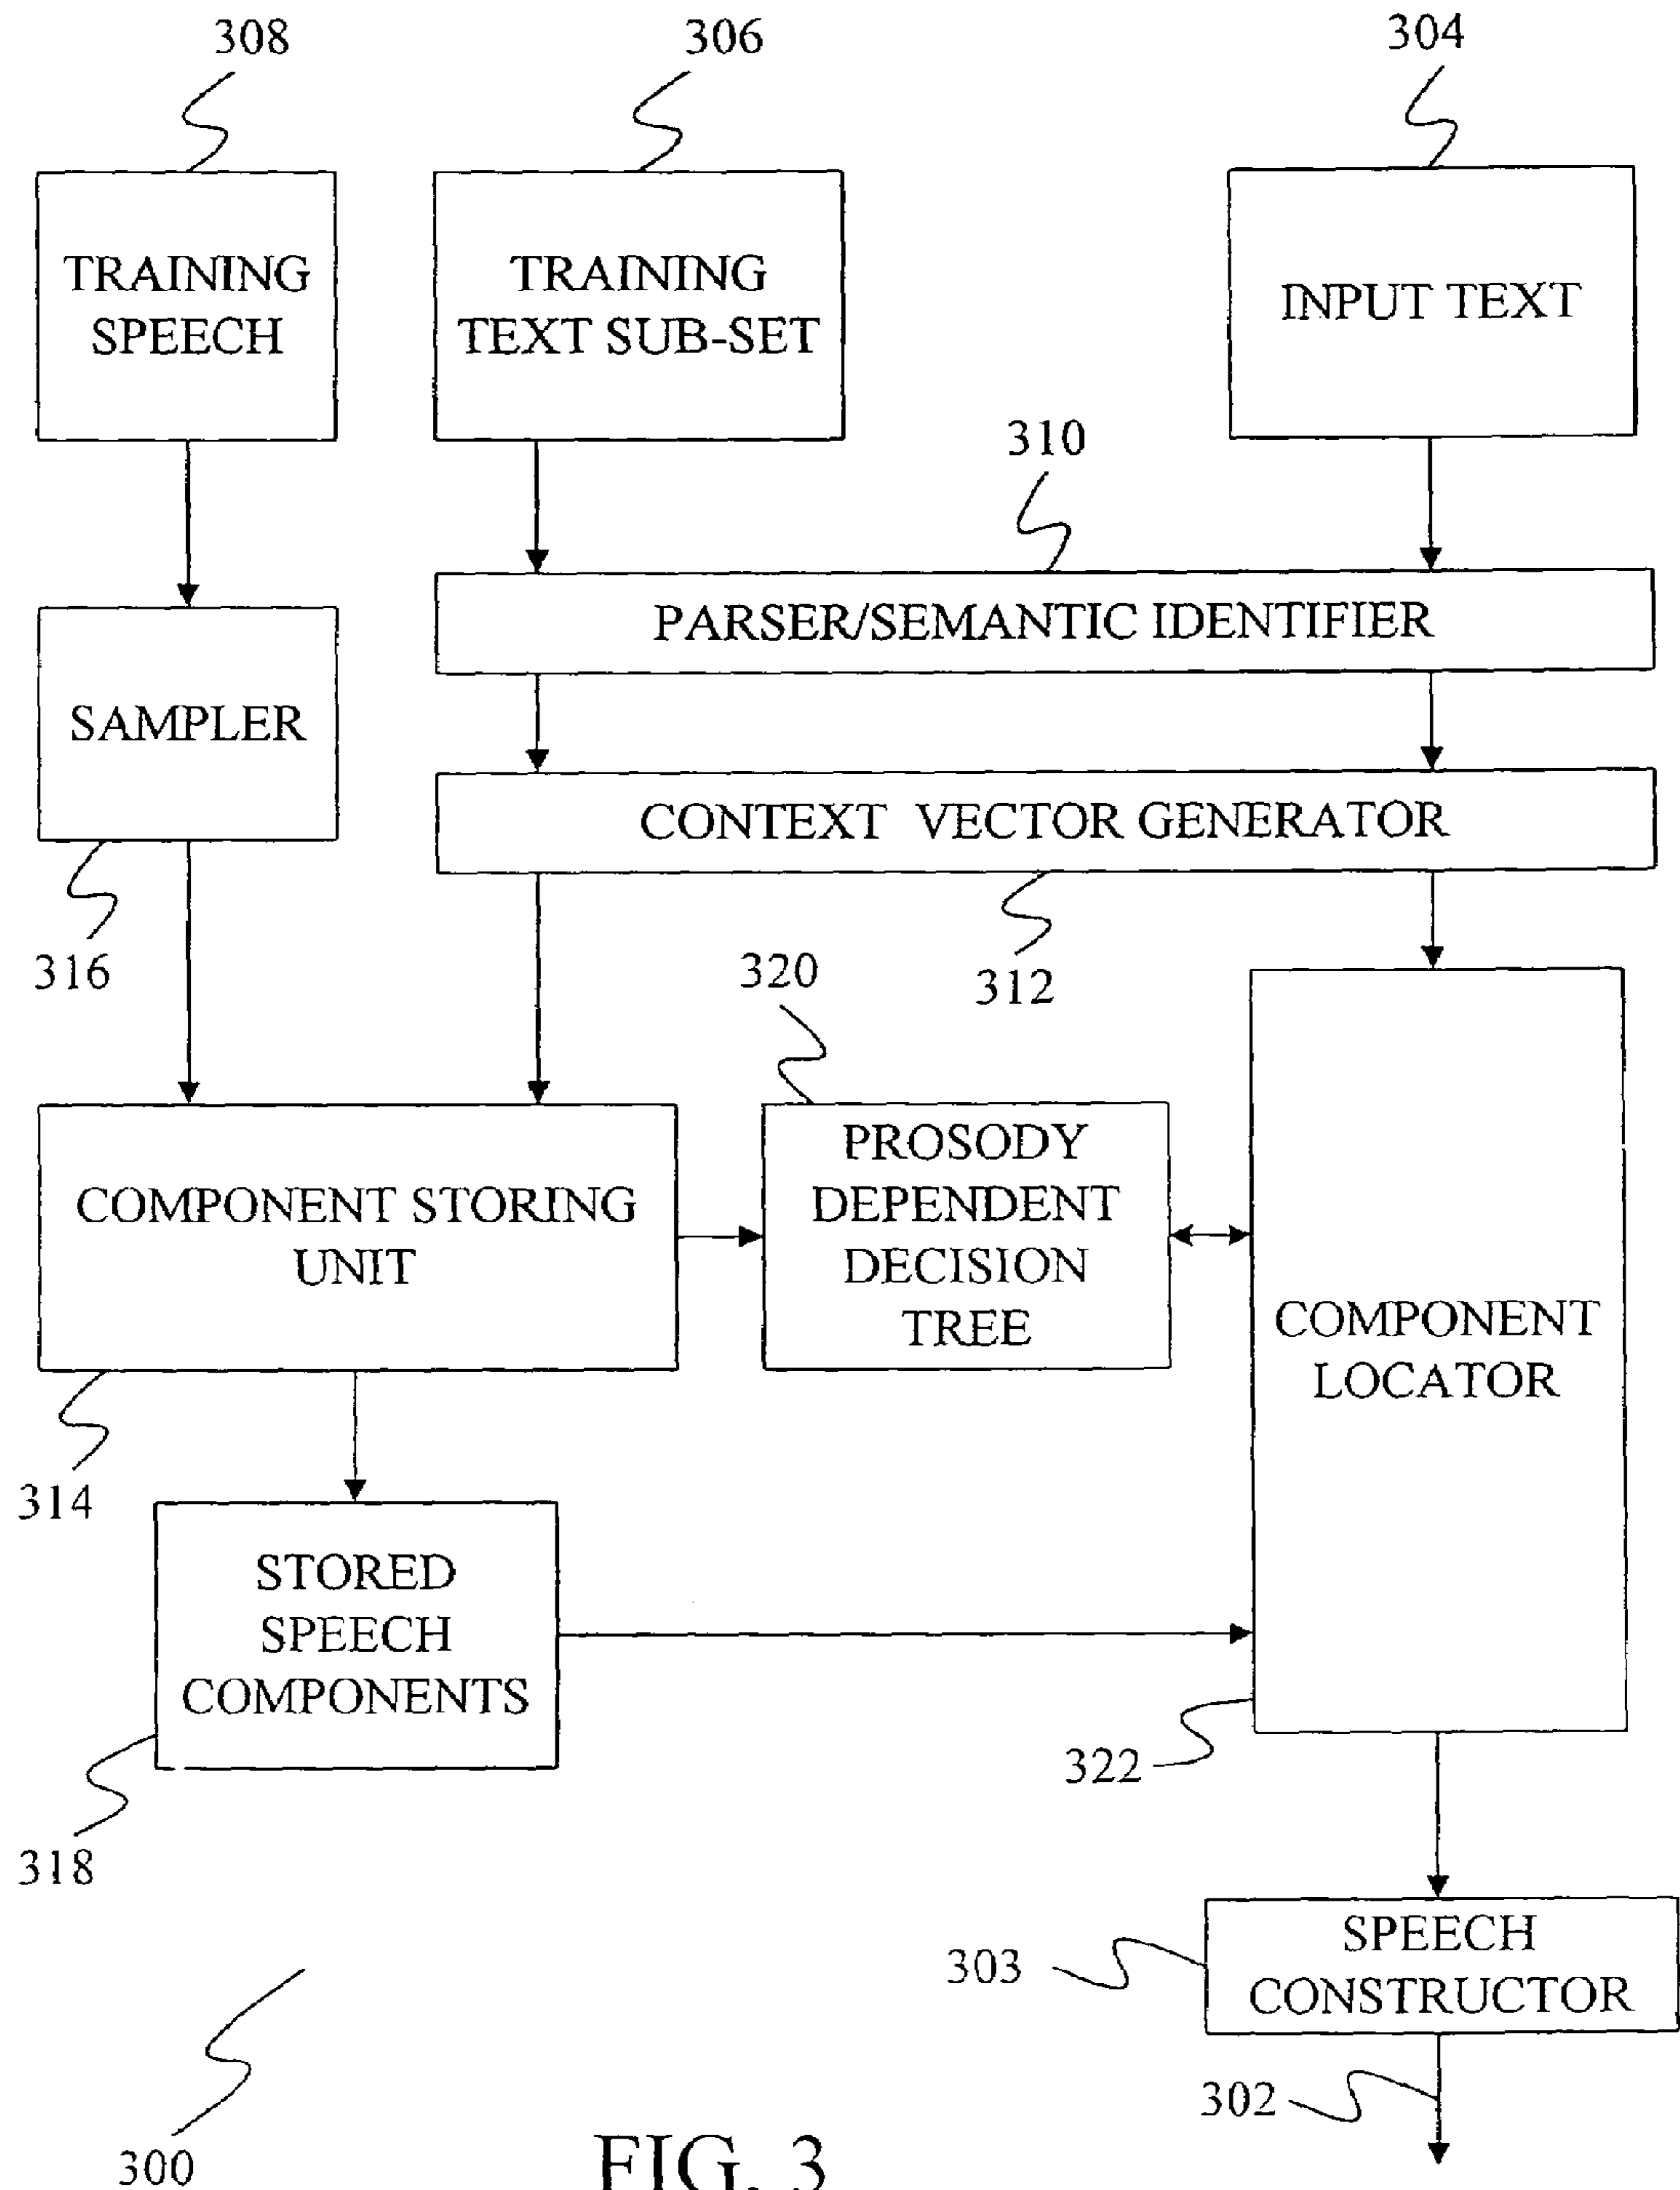 308
306
304
TRAINING
SPEECH
TRAINING
TEXT SUB-SET
INPUT TEXT
310
PARSER/SEMANTIC IDENTIFIER
SAMPLER
CONTEXT VECTOR GENERATOR
316
320
312
COMPONENT STORING
UNIT
PROSODY
DEPENDENT
DECISION
TREE
COMPONENT
LOCATOR
314
STORED
SPEECH
COMPONENTS
322
318
303
SPEECH
CONSTRUCTOR
302
300
FIG. 3